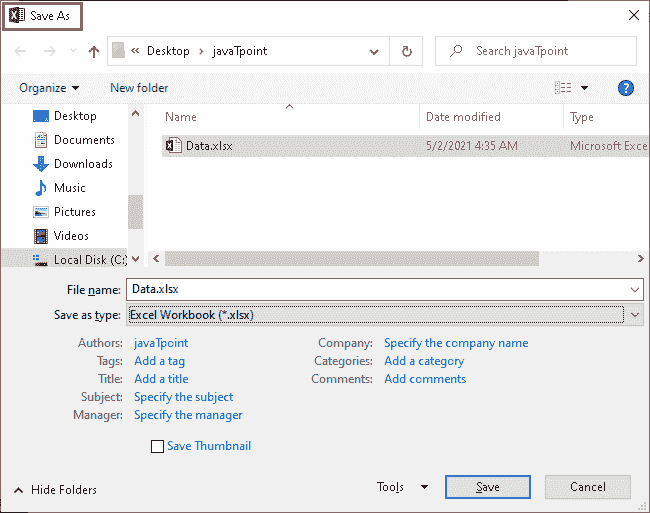 Save As
« Desktop › javaTpoint
Search javaTpoint
Organize
New folder
Name Date modified Type
Desktop
Documents
Downloads
Music
Pictures
Videos
Local Disk (C:
Data.xlsx 5/2/2021 4:35 AM Microsoft Exce
File name: Data.xlsx
Save as type: Excel Workbook (*.xlsx)
Authors: javaTpoint
Tags: Add a tag
Title: Add a title
Subject: Specify the subject
Manager: Specify the manager
Company: Specify the company name
Categories: Add a category
Comments: Add comments
Save Thumbnail
Hide Folders
Tools
Save
Cancel